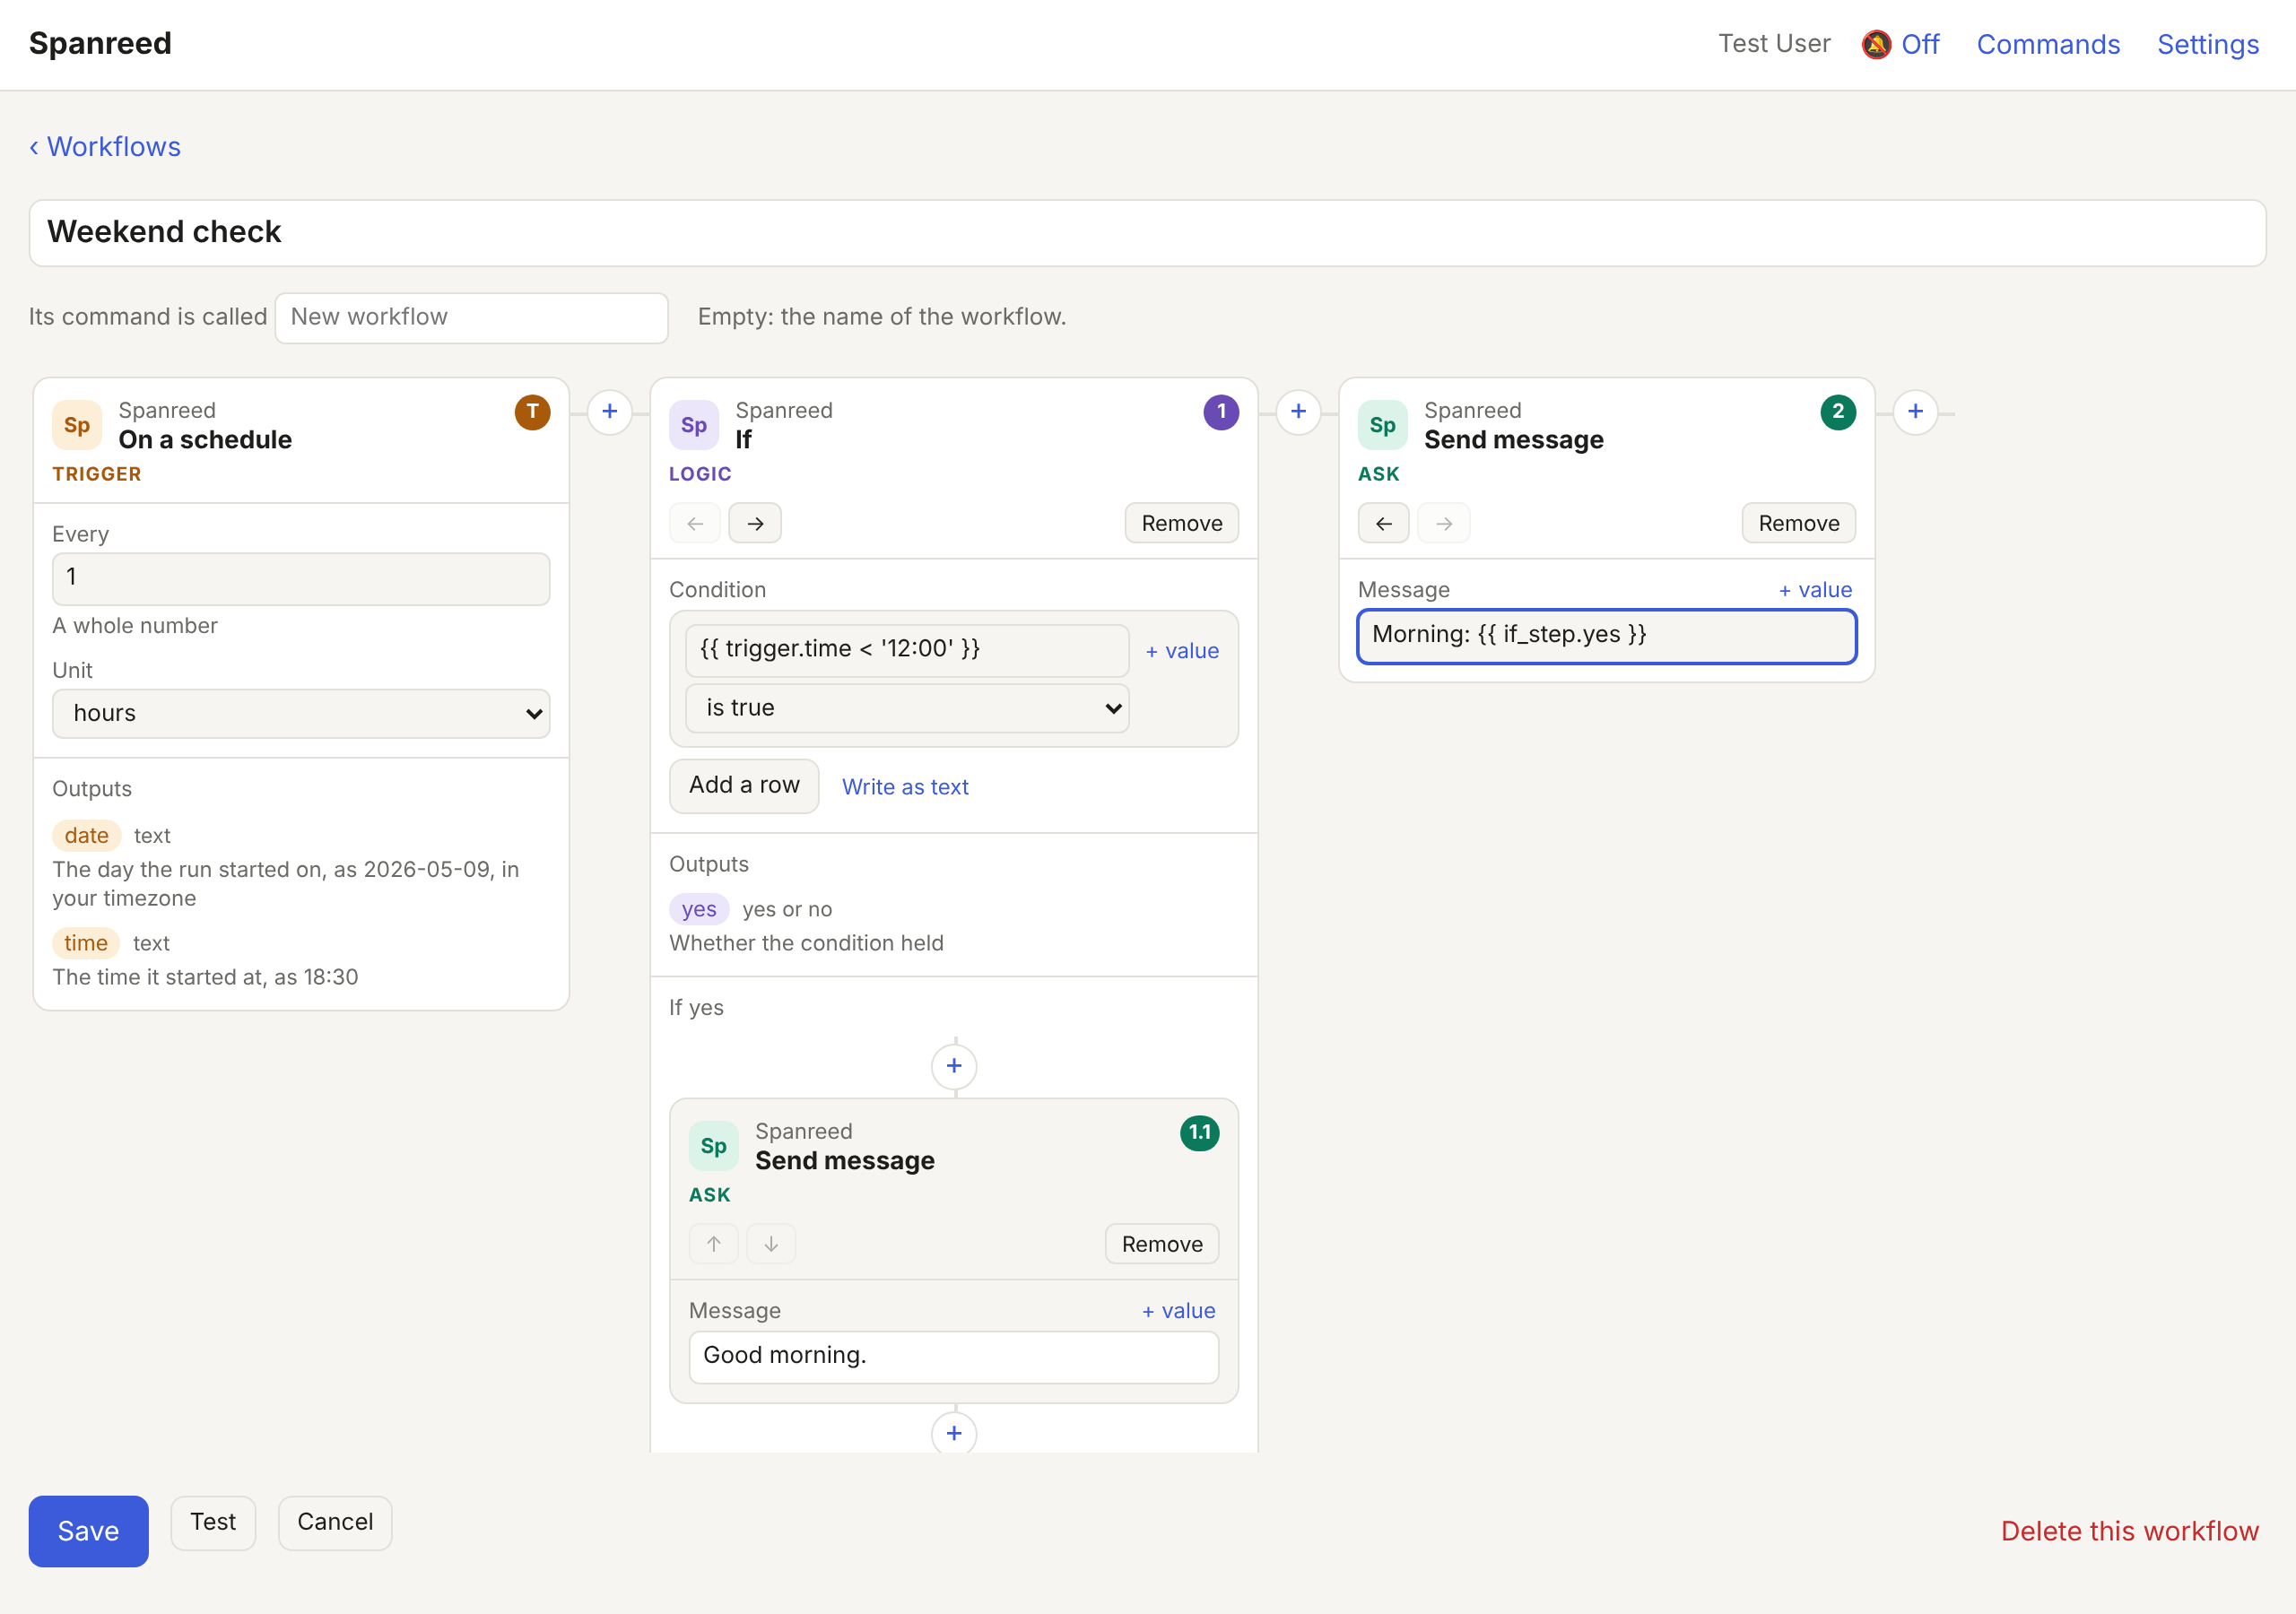 Spanreed
Test User
Off
Commands
Settings
‹ Workflows
Weekend check
Its command is called
New workflow
Empty: the name of the workflow.
Sp
Spanreed
On a schedule
T
TRIGGER
Every
1
A whole number
Unit
hours
Outputs
date text
The day the run started on, as 2026-05-09, in
your timezone
time text
The time it started at, as 18:30
+
Sp
Spanreed
If
1
LOGIC
← →
Remove
Condition
{{ trigger.time < '12:00' }}
+ value
is true
Add a row
Write as text
Outputs
yes yes or no
Whether the condition held
If yes
+
Sp
Spanreed
Send message
1.1
ASK
↑ ↓
Remove
Message
+ value
Good morning.
+
+
Sp
Spanreed
Send message
2
ASK
← →
Remove
Message
+ value
Morning: {{ if_step.yes }}
+
Save
Test
Cancel
Delete this workflow